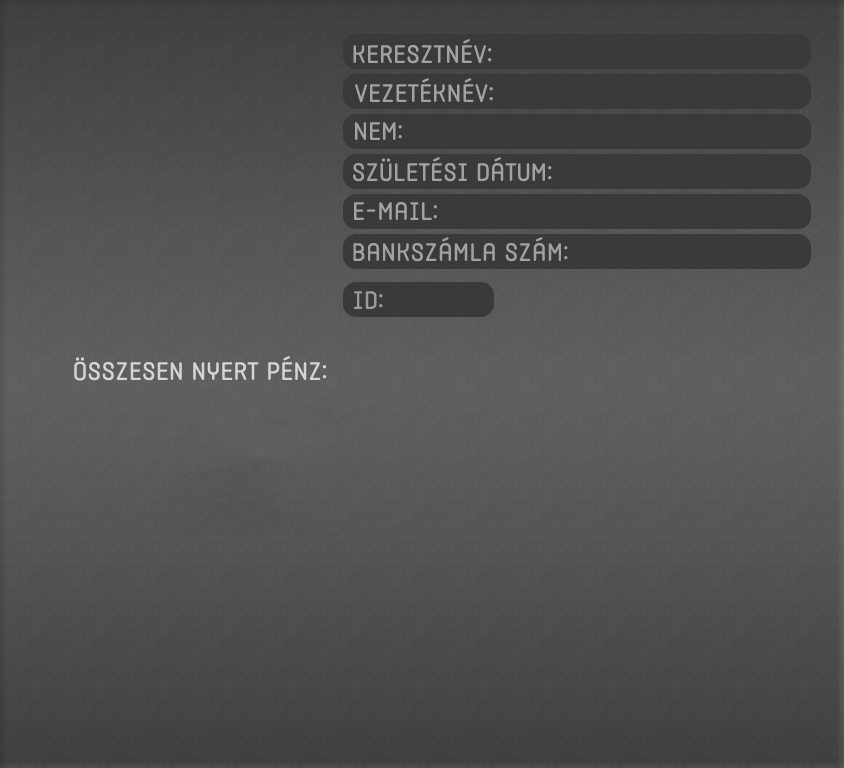 KERESZTNÉV:
VEZETÉKNÉV:
NEM:
SZÜLETÉSI DÁTUM:
E-MAIL:
BANKSZÁMLA SZÁM:
ID:
ÖSSZESEN NYERT PÉNZ: